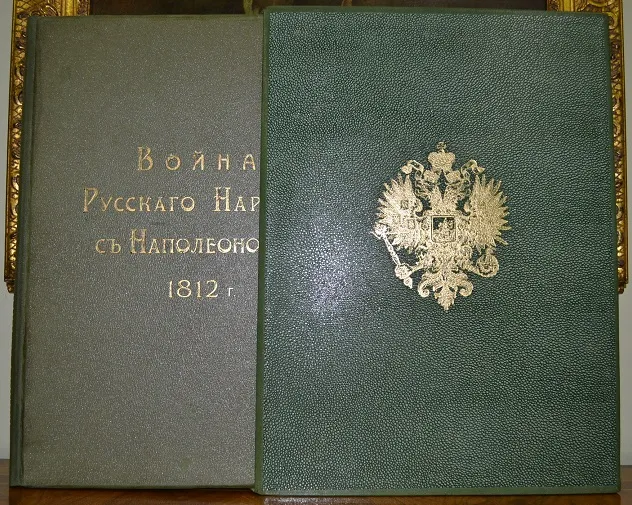 Война
Русскаго Нар
съ Наполеоно
1812 г